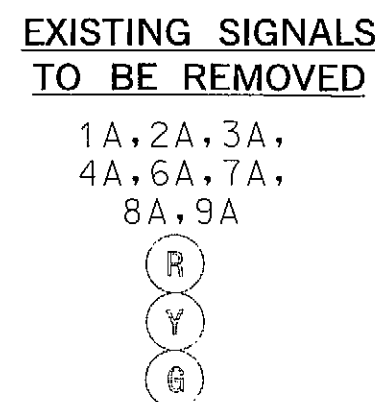 EXISTING SIGNALS
TO BE REMOVED
1A,2A,3A,
4A,6A,7A,
8A,9A
R
Y
G